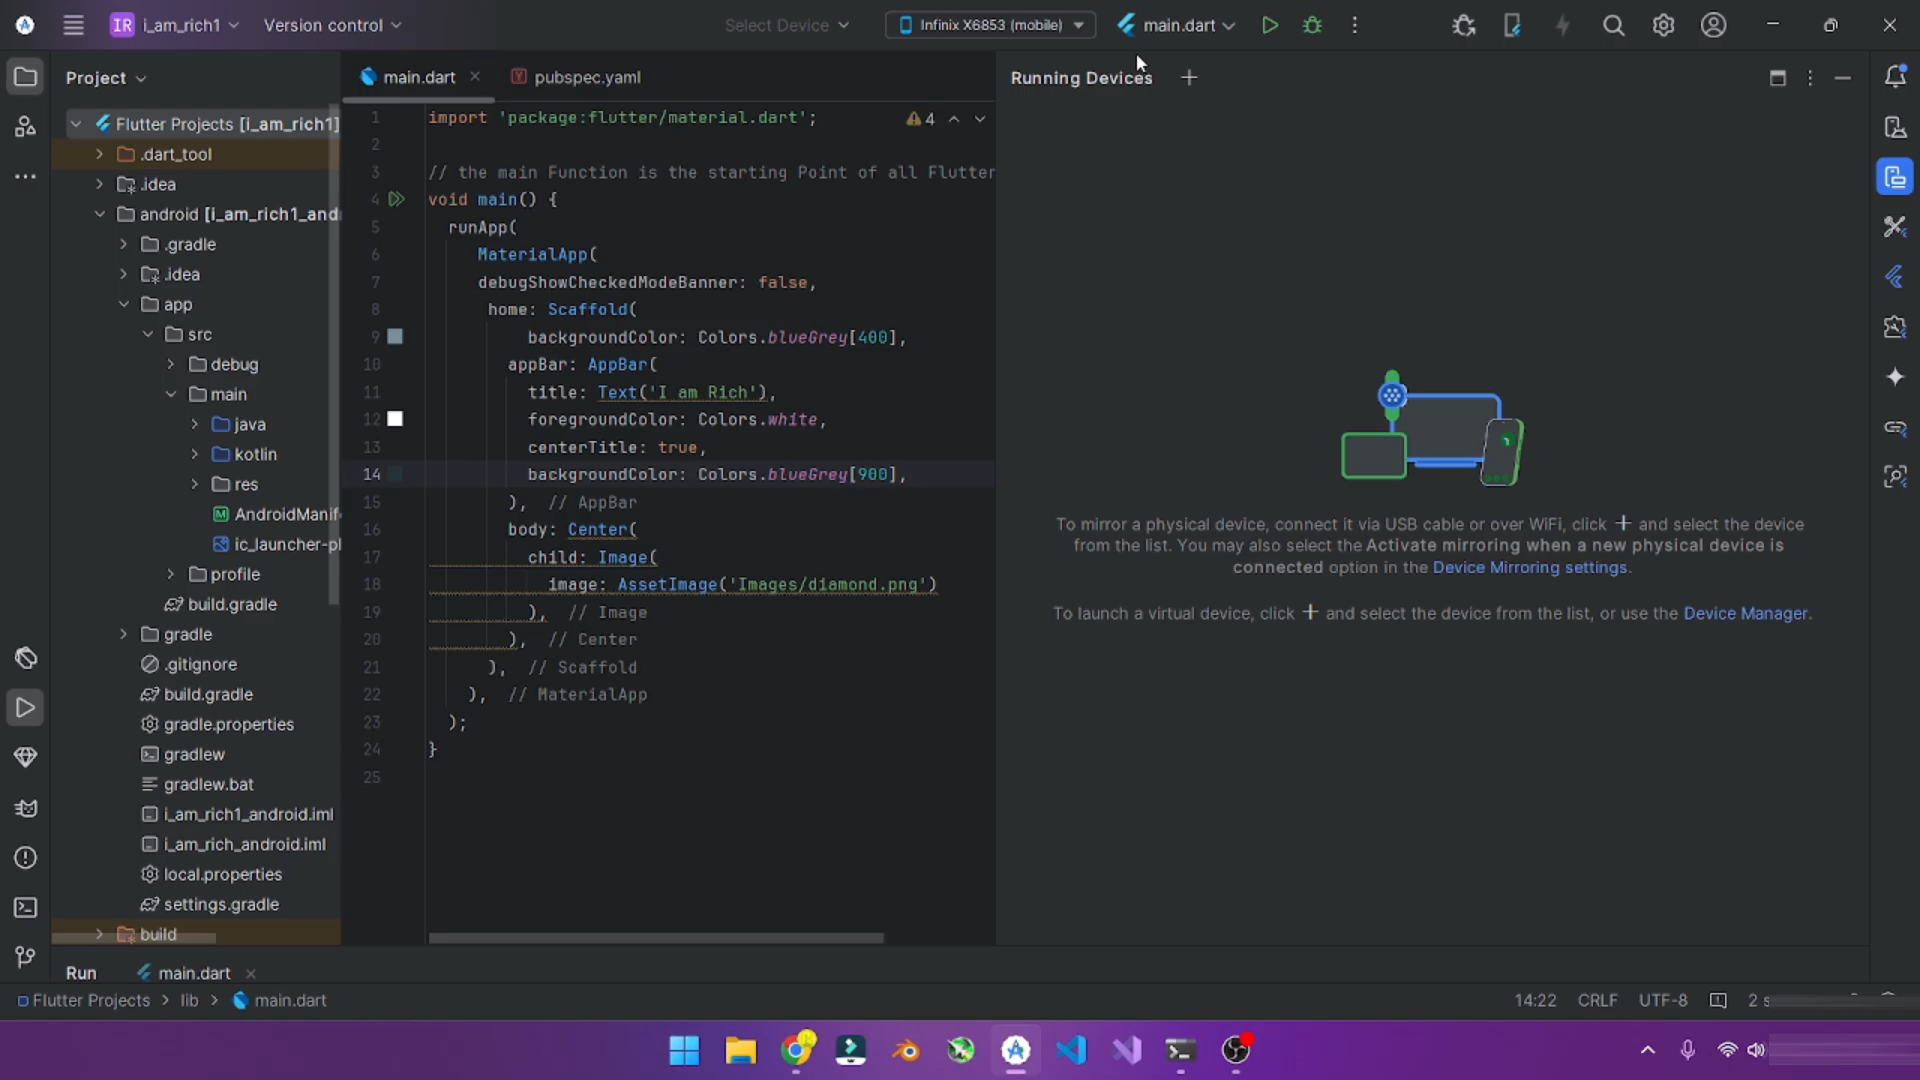 IR i_am_rich1 Version control Select Device Infinix X6853 (mobile) main.dart
Project
Flutter Projects [i_am_rich1]
.dart_tool
.idea
android [i_am_rich1_and
.gradle
.idea
app
src
debug
main
java
kotlin
res
AndroidManif
ic_launcher-pl
profile
build.gradle
gradle
.gitignore
build.gradle
gradle.properties
gradlew
gradlew.bat
i_am_rich1_android.iml
i_am_rich_android.iml
local.properties
settings.gradle
build
main.dart pubspec.yaml
4
1 import 'package:flutter/material.dart';
2
3 // the main Function is the starting Point of all Flutter
4 void main() {
5 runApp(
6 MaterialApp(
7 debugShowCheckedModeBanner: false,
8 home: Scaffold(
9 backgroundColor: Colors.blueGrey[400],
10 appBar: AppBar(
11 title: Text('I am Rich'),
12 foregroundColor: Colors.white,
13 centerTitle: true,
14 backgroundColor: Colors.blueGrey[900],
15 ), // AppBar
16 body: Center(
17 child: Image(
18 image: AssetImage('Images/diamond.png')
19 ), // Image
20 ), // Center
21 ), // Scaffold
22 ), // MaterialApp
23 );
24 }
25
Running Devices
To mirror a physical device, connect it via USB cable or over WiFi, click + and select the device
from the list. You may also select the Activate mirroring when a new physical device is
connected option in the Device Mirroring settings.
To launch a virtual device, click + and select the device from the list, or use the Device Manager.
Run main.dart
Flutter Projects > lib > main.dart 14:22 CRLF UTF-8 2 s